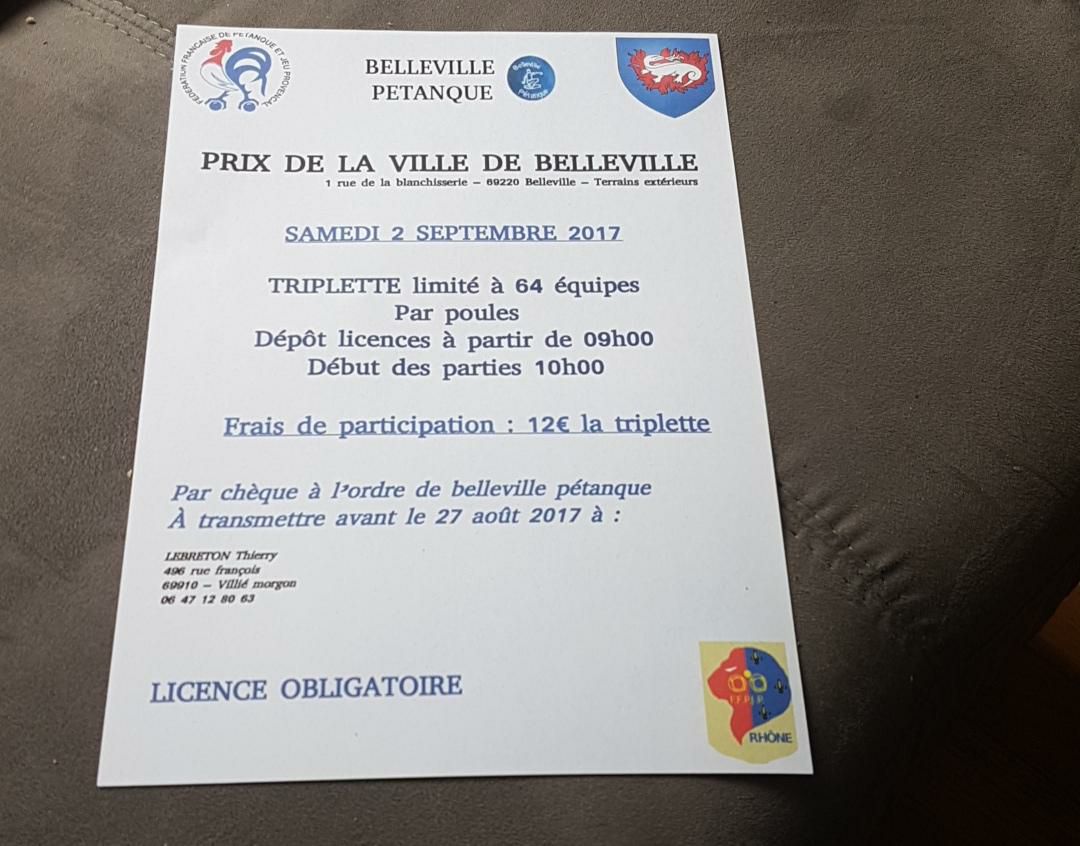 FEDERATION FRANCAISE DE PETANQUE ET JEU PROVENCAL
BELLEVILLE
PETANQUE
Belleville
Pétanque
PRIX DE LA VILLE DE BELLEVILLE
1 rue de la blanchisserie – 69220 Belleville – Terrains extérieurs
SAMEDI 2 SEPTEMBRE 2017
TRIPLETTE limité à 64 équipes
Par poules
Dépôt licences à partir de 09h00
Début des parties 10h00
Frais de participation : 12€ la triplette
Par chèque à l'ordre de belleville pétanque
À transmettre avant le 27 août 2017 à :
LEBRETON Thierry
496 rue françois
69910 – Villié morgon
06 47 12 80 63
LICENCE OBLIGATOIRE
F.F.P.J.P.
RHÔNE